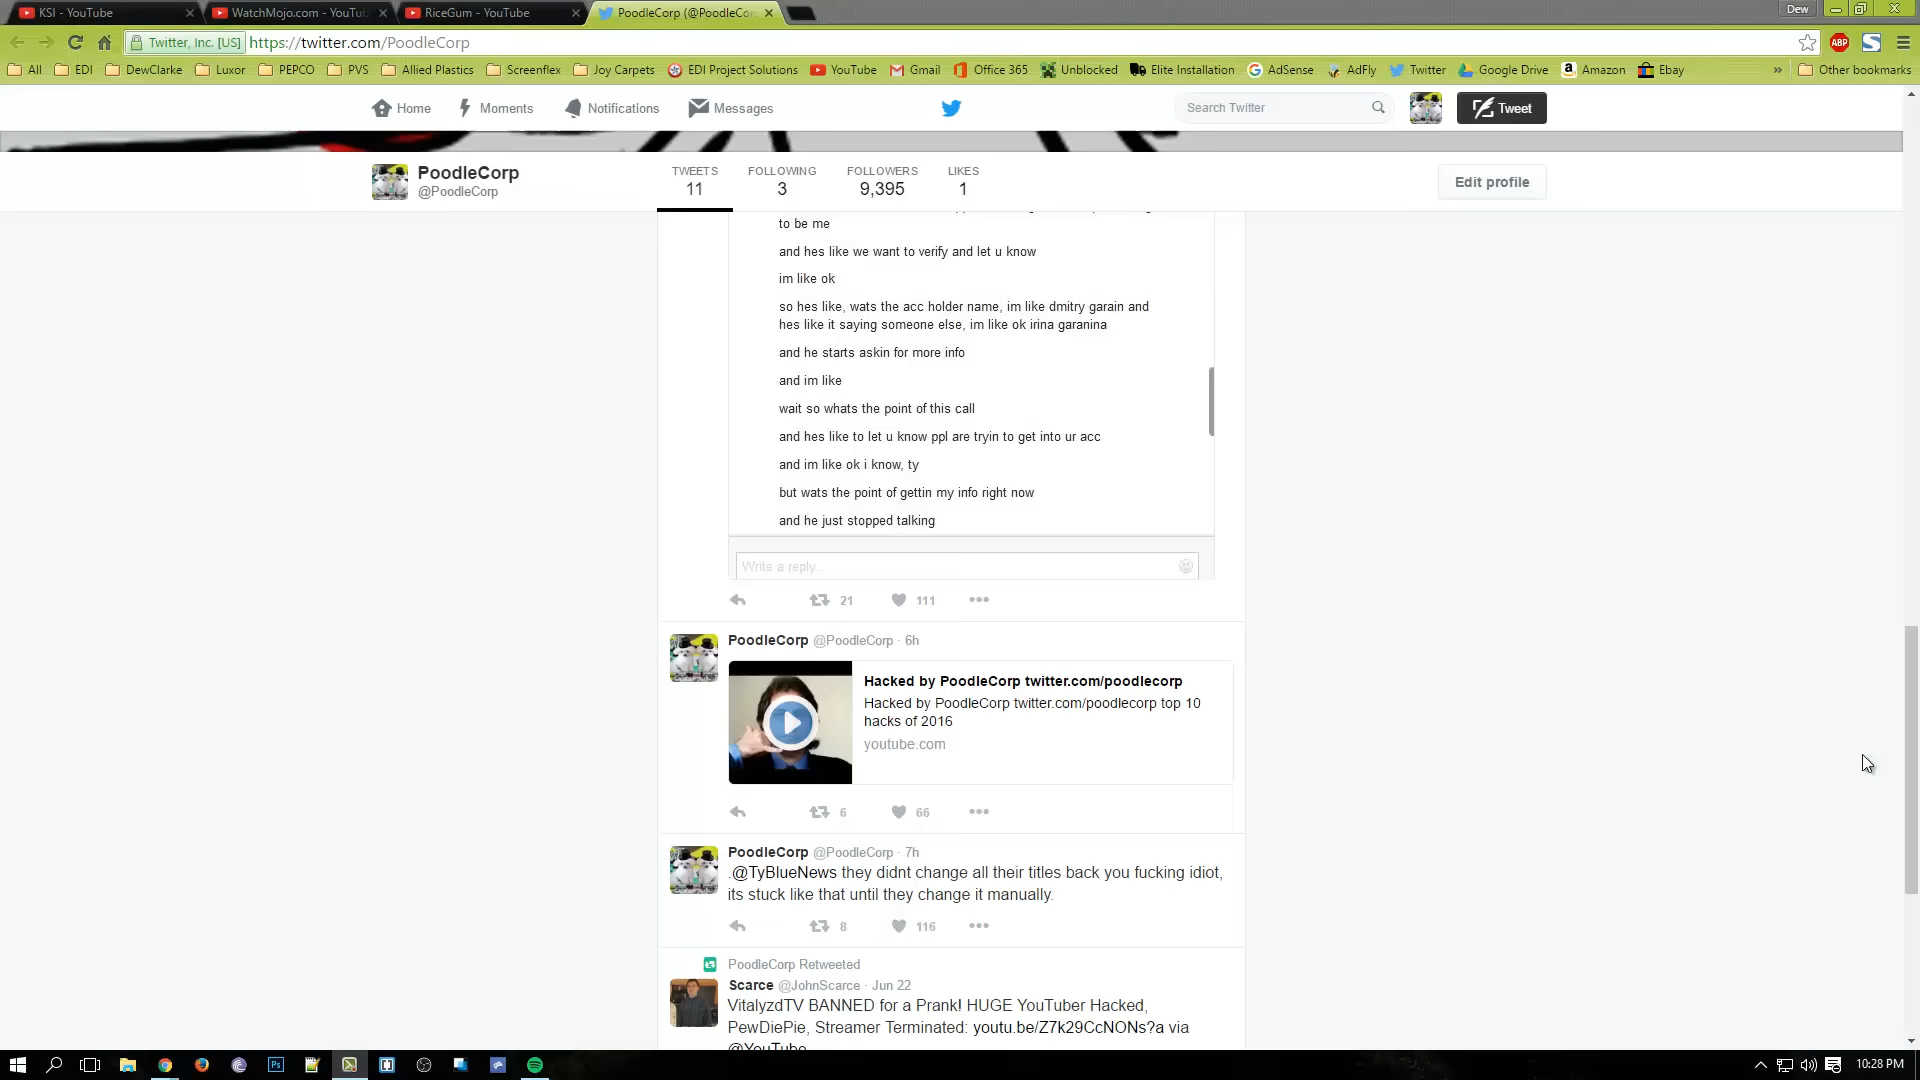 KSI - YouTube
WatchMojo.com - YouTu
RiceGum - YouTube
PoodleCorp (@PoodleCor
Dew
Twitter, Inc. [US]
https://twitter.com/PoodleCorp
ABP
All
EDI
DewClarke
Luxor
PEPCO
PVS
Allied Plastics
Screenflex
Joy Carpets
EDI Project Solutions
YouTube
Gmail
Office 365
Unblocked
Elite Installation
AdSense
AdFly
Twitter
Google Drive
Amazon
Ebay
»
Other bookmarks
Home
Moments
Notifications
Messages
Search Twitter
Tweet
PoodleCorp
@PoodleCorp
TWEETS
11
FOLLOWING
3
FOLLOWERS
9,395
LIKES
1
Edit profile
to be me
and hes like we want to verify and let u know
im like ok
so hes like, wats the acc holder name, im like dmitry garain and
hes like it saying someone else, im like ok irina garanina
and he starts askin for more info
and im like
wait so whats the point of this call
and hes like to let u know ppl are tryin to get into ur acc
and im like ok i know, ty
but wats the point of gettin my info right now
and he just stopped talking
Write a reply...
21
111
PoodleCorp @PoodleCorp · 6h
Hacked by PoodleCorp twitter.com/poodlecorp
Hacked by PoodleCorp twitter.com/poodlecorp top 10
hacks of 2016
youtube.com
6
66
PoodleCorp @PoodleCorp · 7h
.@TyBlueNews they didnt change all their titles back you fucking idiot,
its stuck like that until they change it manually.
8
116
PoodleCorp Retweeted
Scarce @JohnScarce · Jun 22
VitalyzdTV BANNED for a Prank! HUGE YouTuber Hacked,
PewDiePie, Streamer Terminated: youtu.be/Z7k29CcNONs?a via
@YouTube
10:28 PM